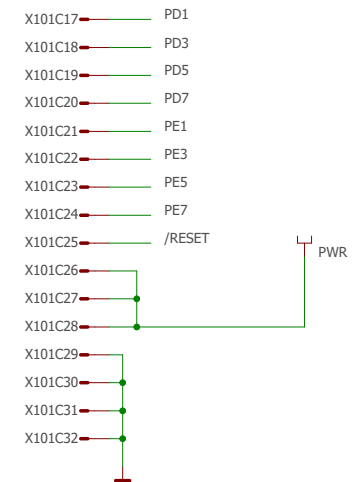 X101C17 PD1
X101C18 PD3
X101C19 PD5
X101C20 PD7
X101C21 PE1
X101C22 PE3
X101C23 PE5
X101C24 PE7
X101C25 /RESET
PWR
X101C26
X101C27
X101C28
X101C29
X101C30
X101C31
X101C32